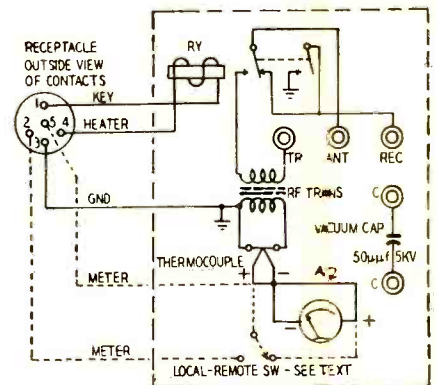 RECEPTACLE
OUTSIDE VIEW
OF CONTACTS
RY
1
KEY
2
5
4
HEATER
3
TR
ANT
REC
RF TRANS
C
GND
VACUUM CAP
50µµf 5KV
THERMOCOUPLE
+
-
A2
C
METER
-
+
METER
LOCAL-REMOTE SW - SEE TEXT